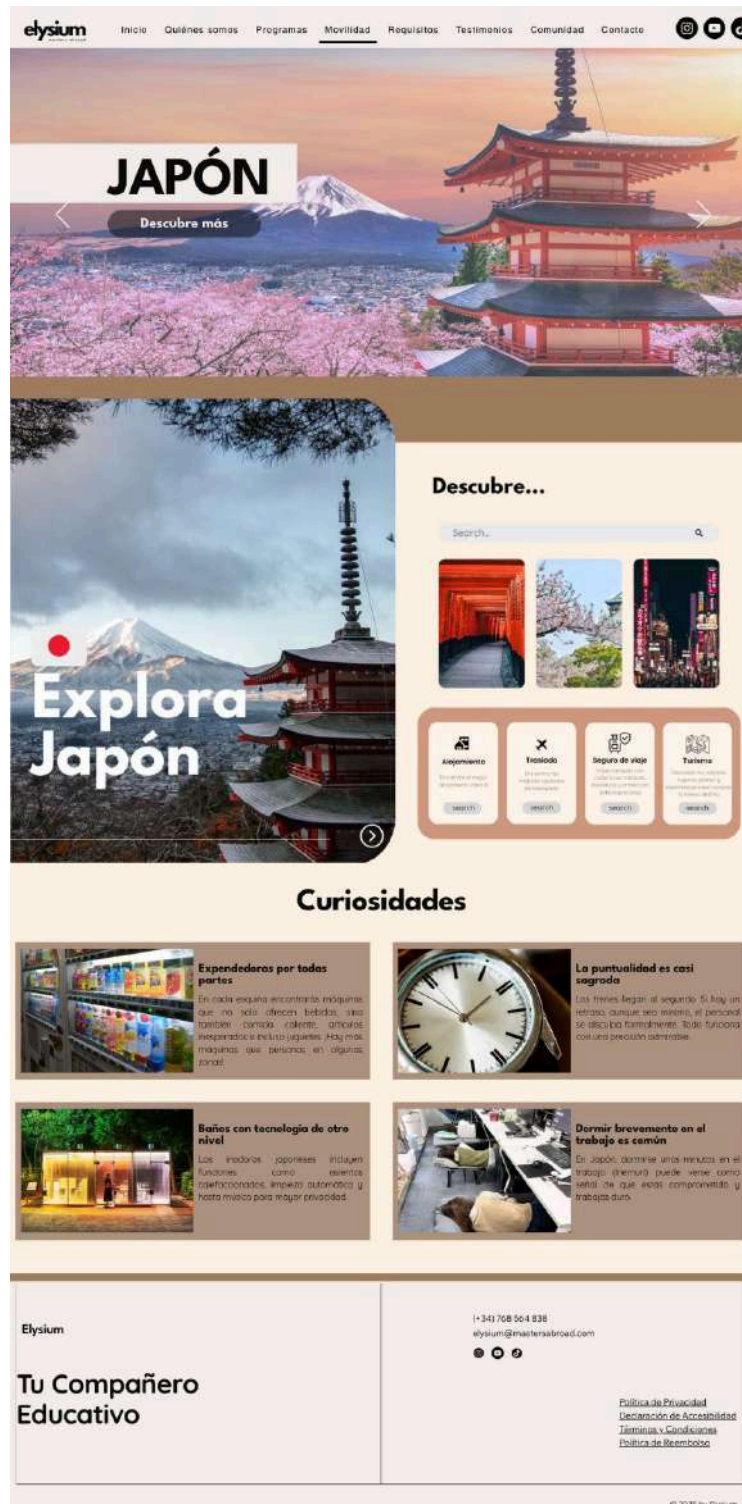 elysium
Inicio Quiénes somos Programas Movilidad Requisitos Testimonios Comunidad Contacto
JAPÓN
Descubre más
Explora
Japón
Descubre...
Search...
Alojamiento
search
Traslado
search
Seguro de viaje
search
Turismo
search
Curiosidades
Expendedoras por todas
partes
En cada esquina encontrarás máquinas
que no solo ofrecen bebidas, sino
también comida caliente, artículos
inesperados e incluso juguetes. ¡Hay más
máquinas que personas en algunas
zonas!
La puntualidad es casi
sagrada
Los trenes llegan al segundo. Si hay un
retraso, aunque sea mínimo, el personal
se disculpa formalmente. Todo funciona
con una precisión admirable.
Baños con tecnología de otro
nivel
Los inodoros japoneses incluyen
funciones como asientos
calefaccionados, limpieza automática y
hasta música para mayor privacidad.
Dormir brevemente en el
trabajo es común
En Japón, dormirse unos minutos en el
trabajo (inemuri) puede verse como
señal de que estás comprometido y
trabajas duro.
Elysium
Tu Compañero
Educativo
(+34) 768 564 838
elysium@mastersabroad.com
Política de Privacidad
Declaración de Accesibilidad
Términos y Condiciones
Política de Reembolso